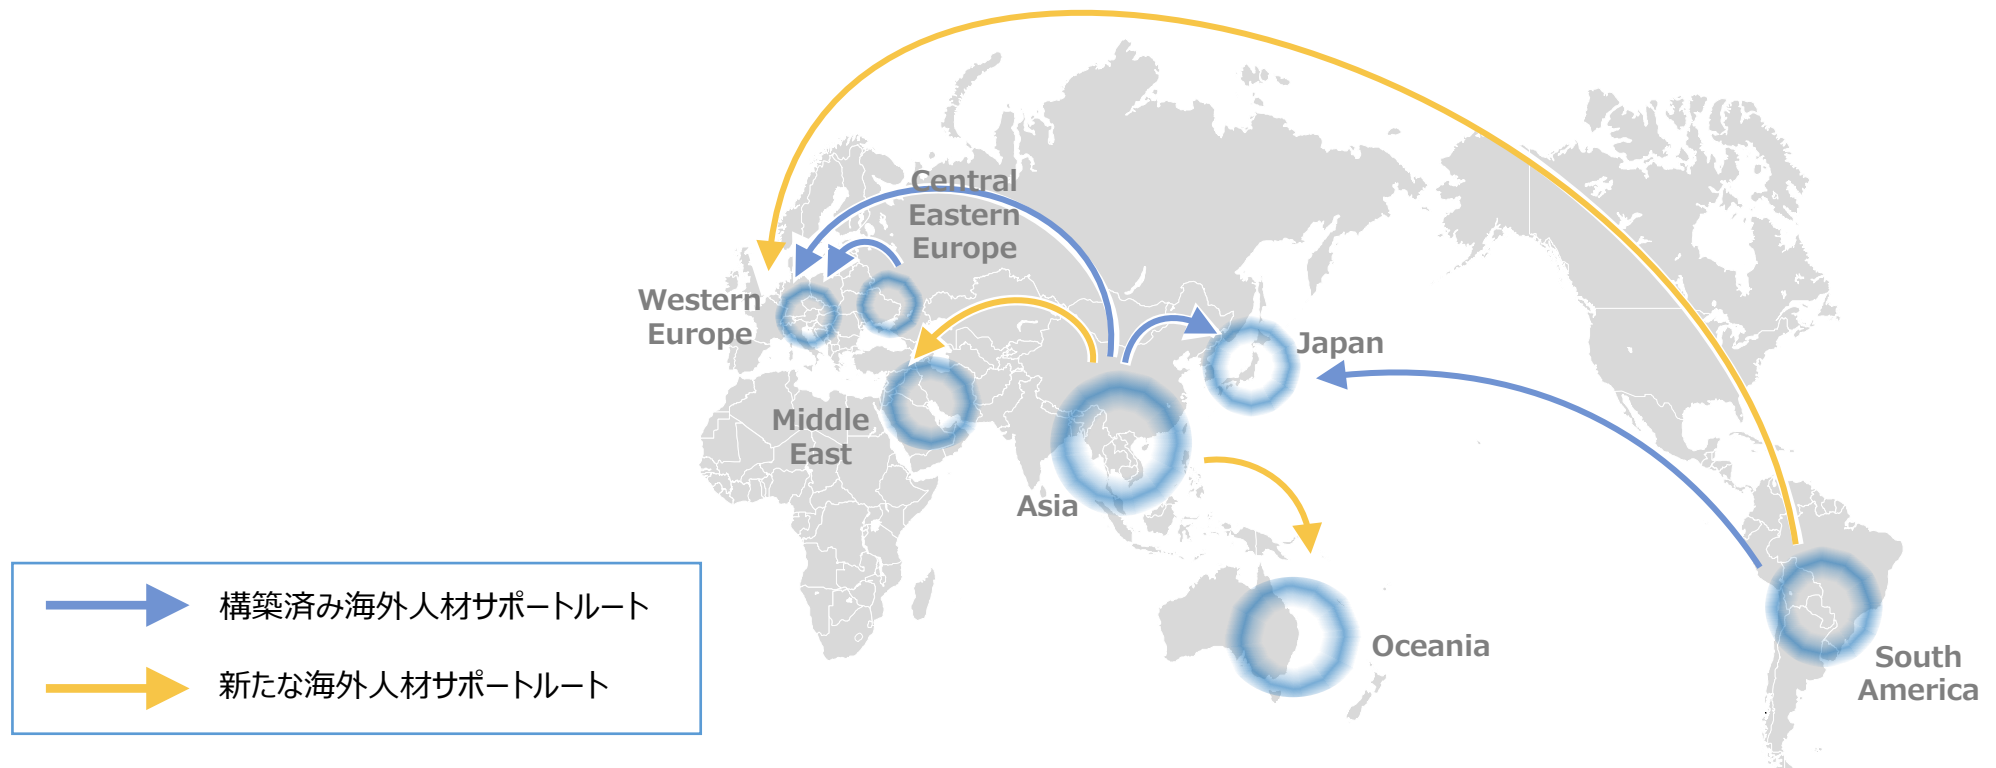 Central
Eastern
Europe
Western
Europe
Japan
Middle
East
Asia
Oceania
South
America
構築済み海外人材サポートルート
新たな海外人材サポートルート